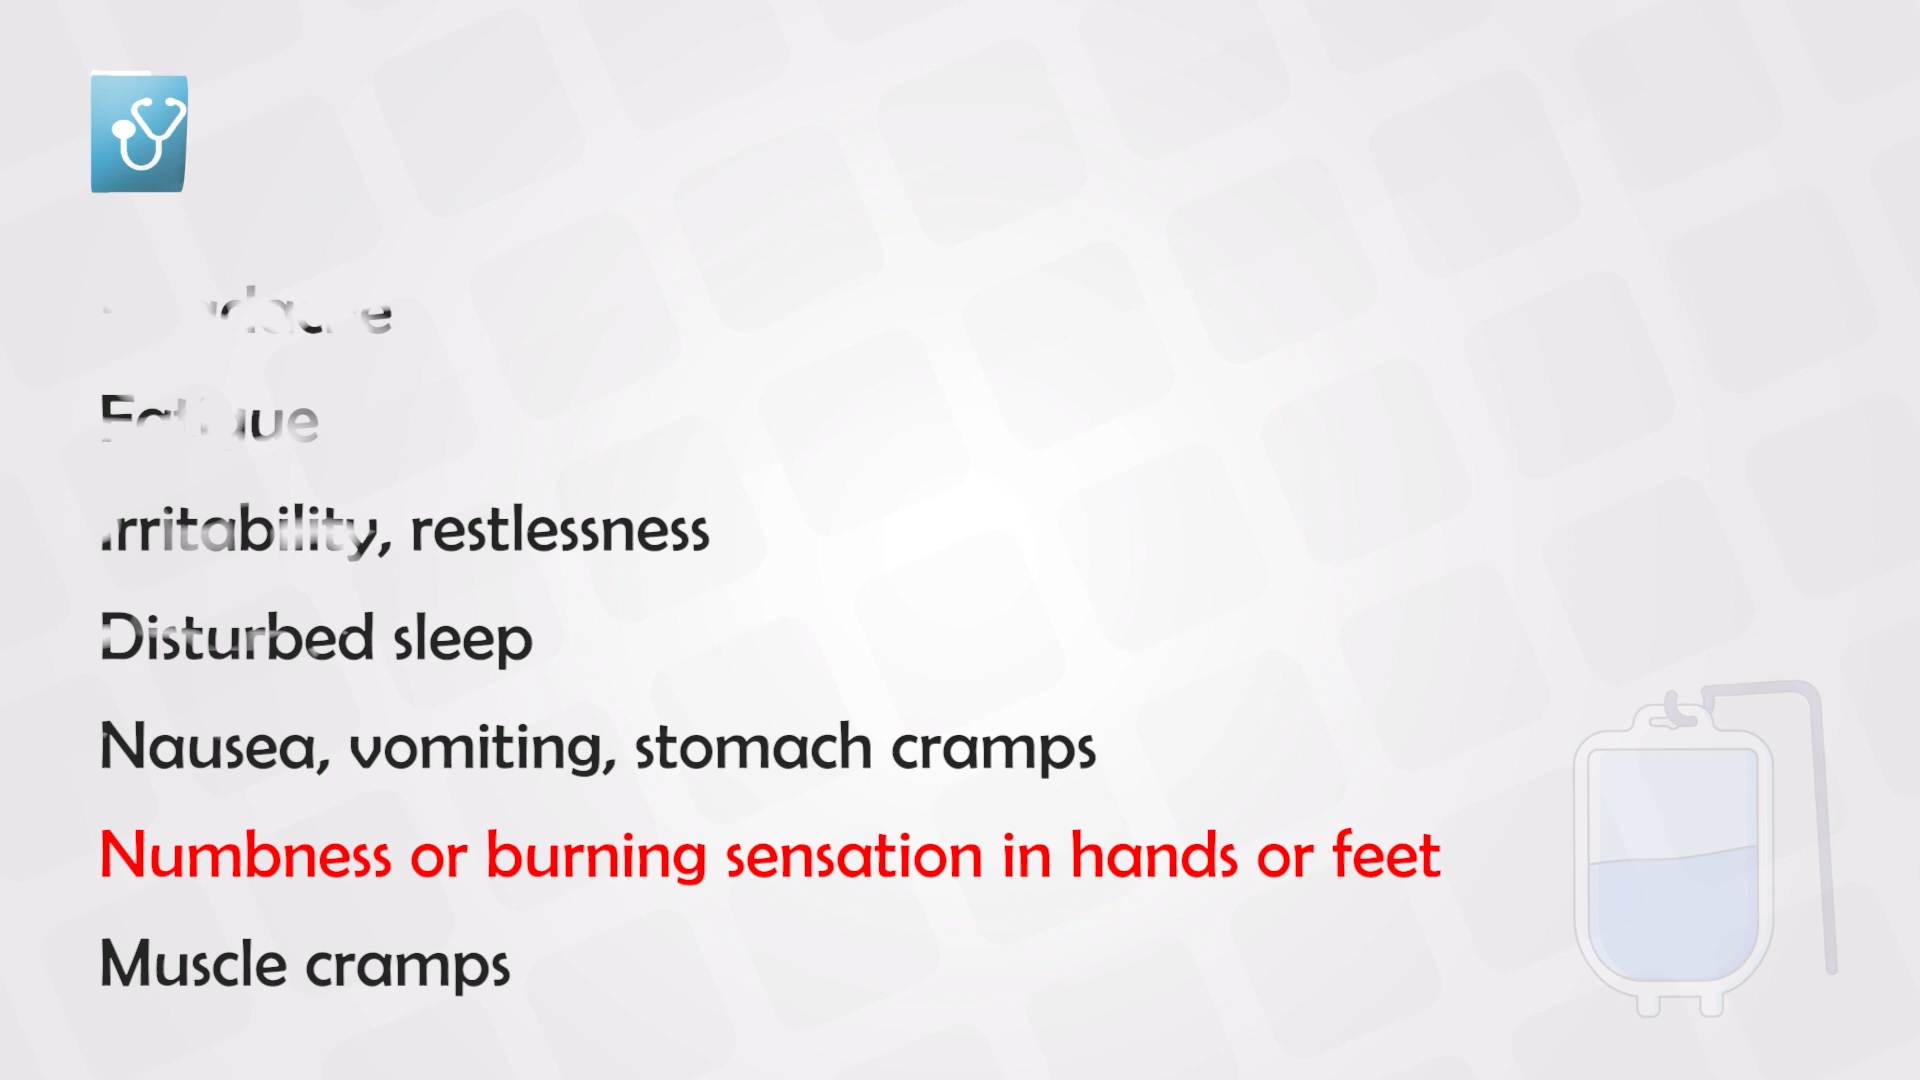 Fatigue
Irritability, restlessness
Disturbed sleep
Nausea, vomiting, stomach cramps
Numbness or burning sensation in hands or feet
Muscle cramps